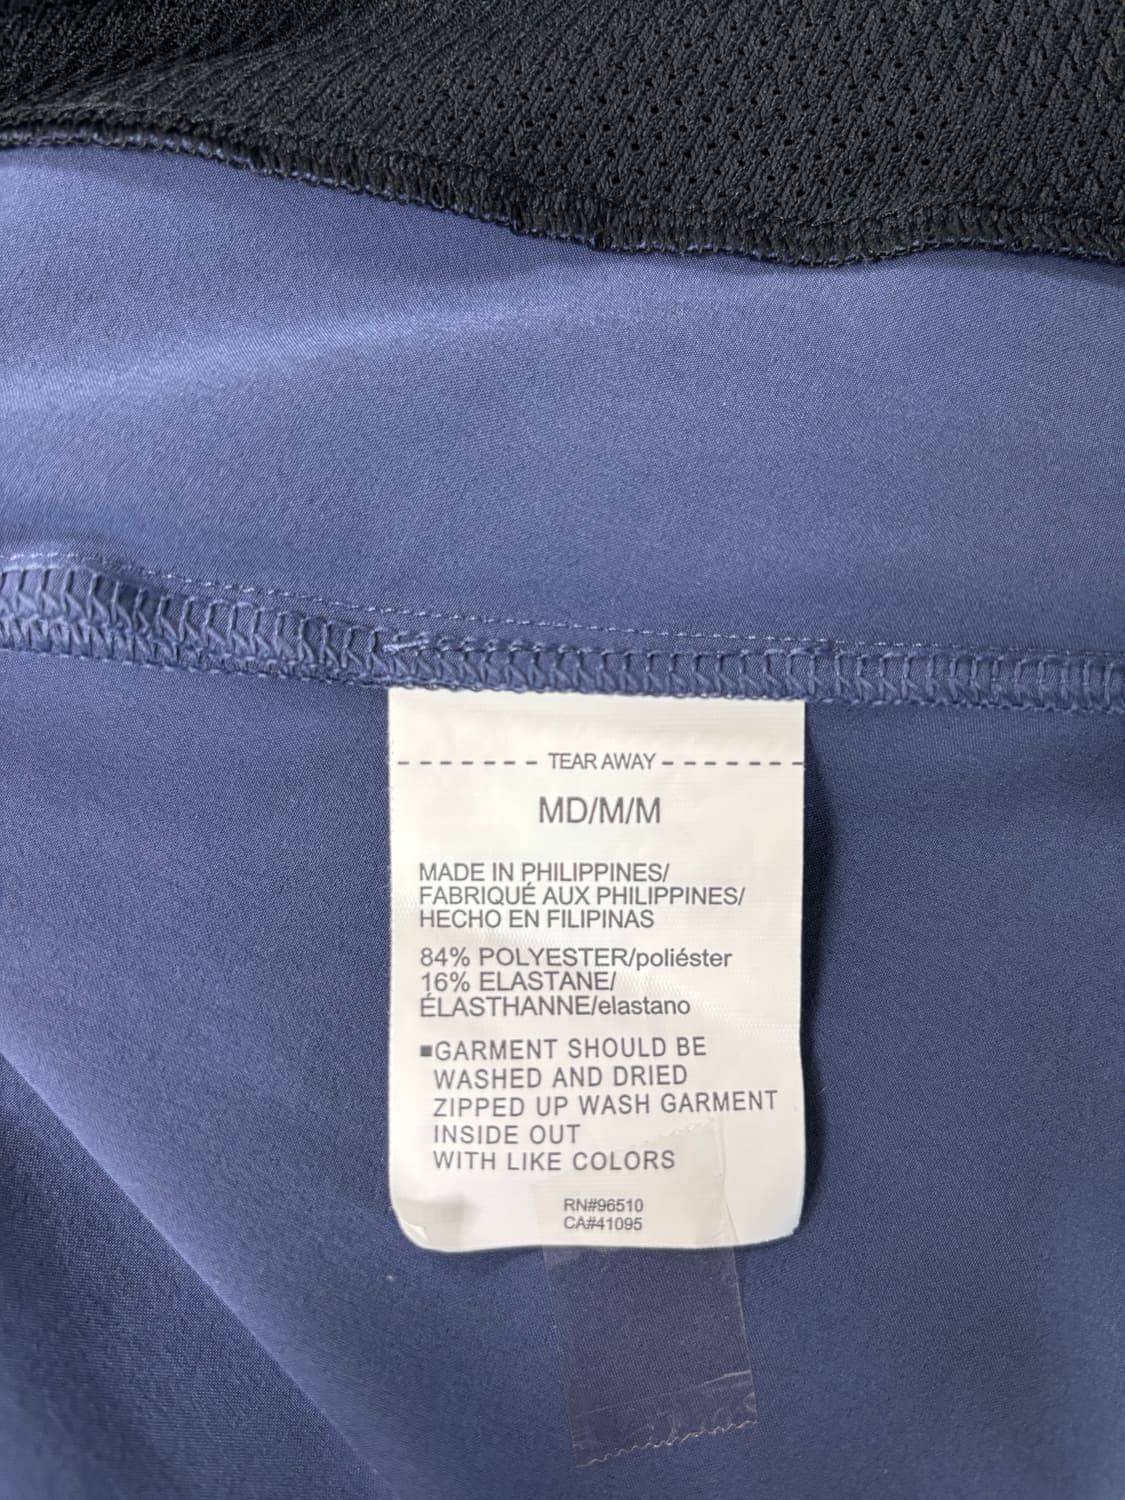 TEAR AWAY
MD/M/M
MADE IN PHILIPPINES/
FABRIQUÉ AUX PHILIPPINES/
HECHO EN FILIPINAS
84% POLYESTER/poliéster
16% ELASTANE/
ÉLASTHANNE/elastano
■GARMENT SHOULD BE
WASHED AND DRIED
ZIPPED UP WASH GARMENT
INSIDE OUT
WITH LIKE COLORS
RN#96510
CA#41095